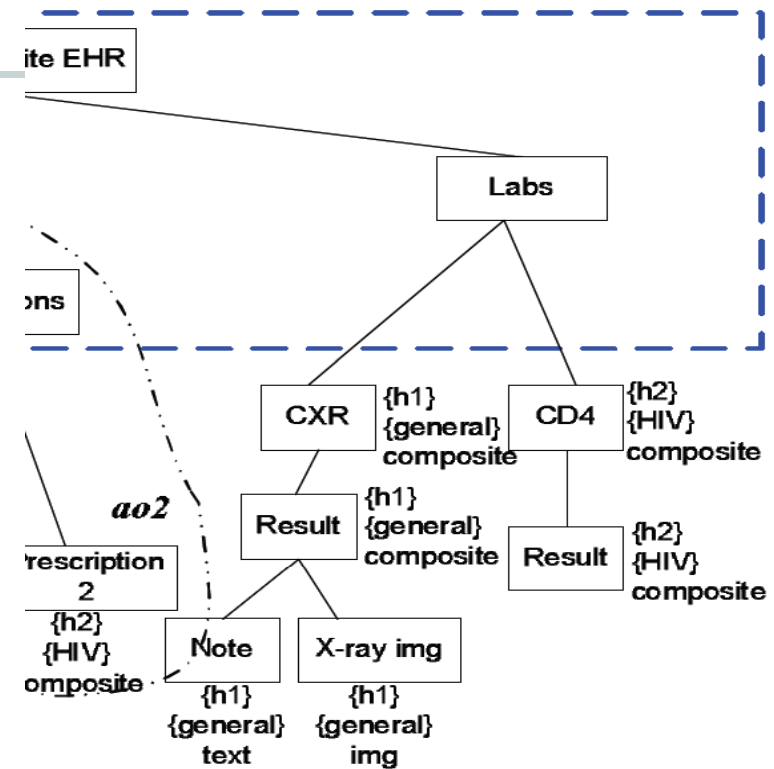 ite EHR
Labs
ons
CXR
{h1}
{general}
composite
CD4
{h2}
{HIV}
composite
ao2
Result
{h1}
{general}
composite
Result
{h2}
{HIV}
composite
rescription
2
{h2}
{HIV}
omposite
Note
{h1}
{general}
text
X-ray img
{h1}
{general}
img